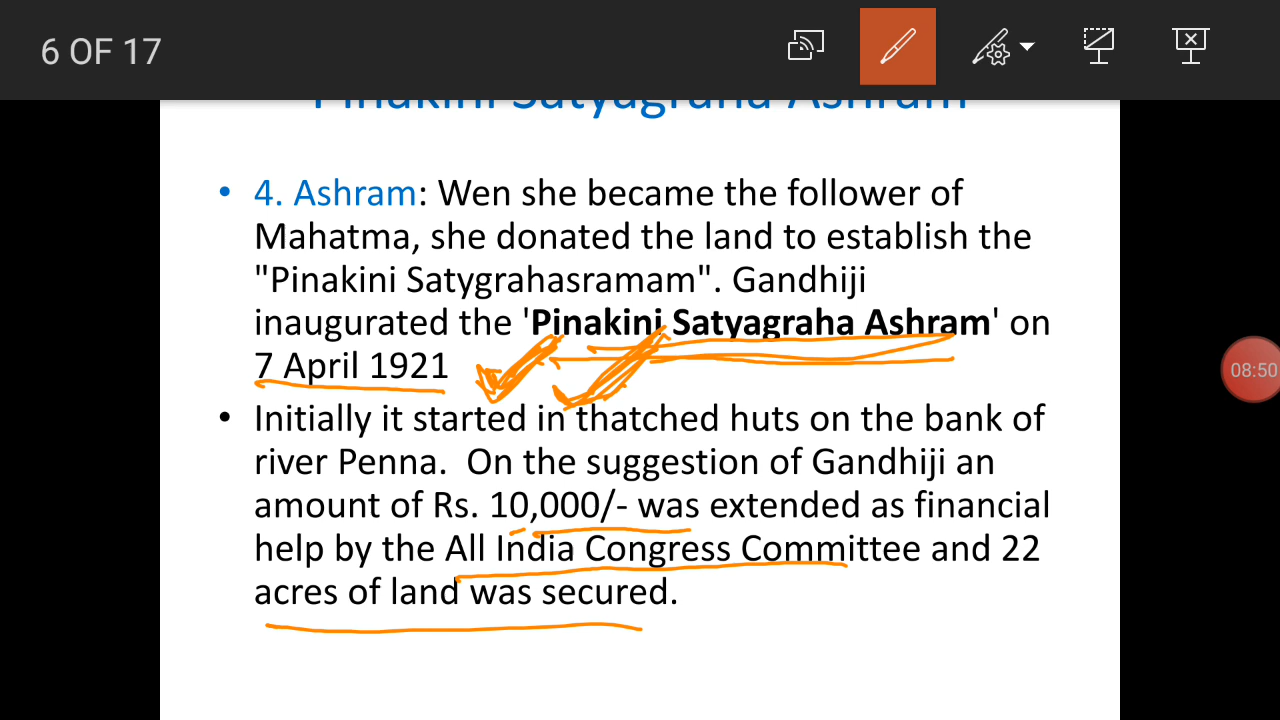 6 OF 17
08:50
Pinakini Satyagraha Ashram
• 4. Ashram: Wen she became the follower of
Mahatma, she donated the land to establish the
"Pinakini Satygrahasramam". Gandhiji
inaugurated the 'Pinakini Satyagraha Ashram' on
7 April 1921
• Initially it started in thatched huts on the bank of
river Penna.  On the suggestion of Gandhiji an
amount of Rs. 10,000/- was extended as financial
help by the All India Congress Committee and 22
acres of land was secured.